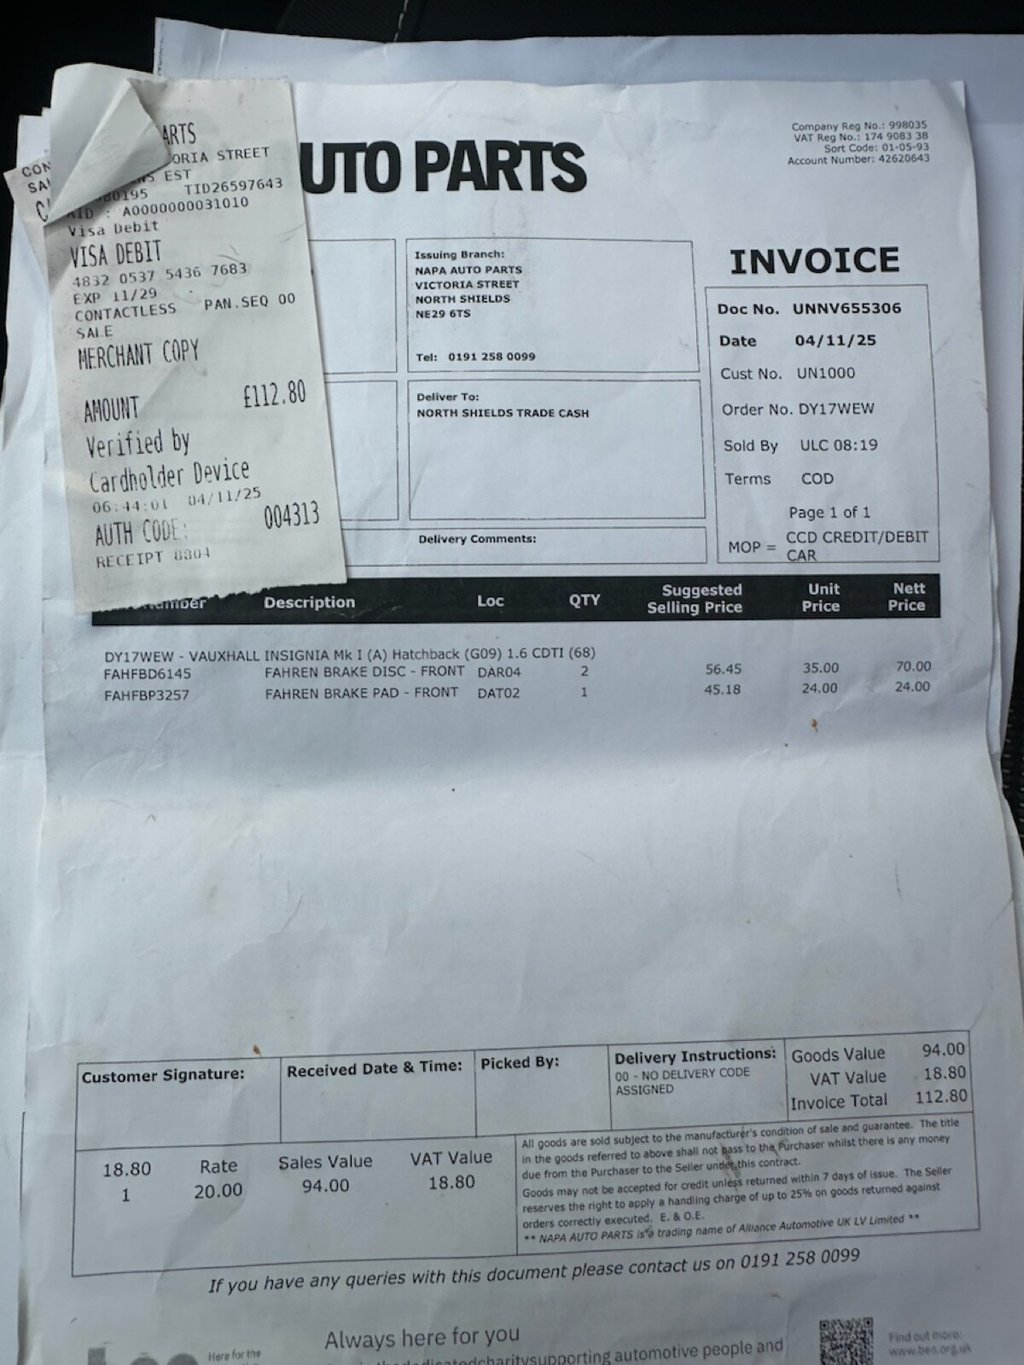 CON
SAL
ARTS
ORIA STREET
EST
80195 TID26597643
AID : A0000000031010
Visa Debit
VISA DEBIT
4832 0537 5436 7683
EXP 11/29
CONTACTLESS PAN.SEQ 00
SALE
MERCHANT COPY
AMOUNT £112.80
Verified by
Cardholder Device
06:44:01 04/11/25
AUTH CODE: 004313
RECEIPT 8804
UTO PARTS
Company Reg No.: 998035
VAT Reg No.: 174 9083 38
Sort Code: 01-05-93
Account Number: 42620643
Issuing Branch:
NAPA AUTO PARTS
VICTORIA STREET
NORTH SHIELDS
NE29 6TS
Tel: 0191 258 0099
Deliver To:
NORTH SHIELDS TRADE CASH
Delivery Comments:
INVOICE
Doc No. UNNV655306
Date 04/11/25
Cust No. UN1000
Order No. DY17WEW
Sold By ULC 08:19
Terms COD
Page 1 of 1
MOP = CCD CREDIT/DEBIT
CAR
umber Description Loc QTY Suggested Selling Price Unit Price Nett Price
DY17WEW - VAUXHALL INSIGNIA Mk I (A) Hatchback (G09) 1.6 CDTI (68)
FAHFBD6145 FAHREN BRAKE DISC - FRONT DAR04 2 56.45 35.00 70.00
FAHFBP3257 FAHREN BRAKE PAD - FRONT DAT02 1 45.18 24.00 24.00
Customer Signature: Received Date & Time: Picked By: Delivery Instructions:
00 - NO DELIVERY CODE
ASSIGNED
Goods Value 94.00
VAT Value 18.80
Invoice Total 112.80
18.80 Rate Sales Value VAT Value
1 20.00 94.00 18.80
All goods are sold subject to the manufacturer's condition of sale and guarantee. The title
in the goods referred to above shall not pass to the Purchaser whilst there is any money
due from the Purchaser to the Seller under this contract.
Goods may not be accepted for credit unless returned within 7 days of issue. The Seller
reserves the right to apply a handling charge of up to 25% on goods returned against
orders correctly executed. E. & O.E.
** NAPA AUTO PARTS is a trading name of Alliance Automotive UK LV Limited **
If you have any queries with this document please contact us on 0191 258 0099
Always here for you
Here for the
dedicated charity supporting automotive people and
Find out more:
www.ben.org.uk